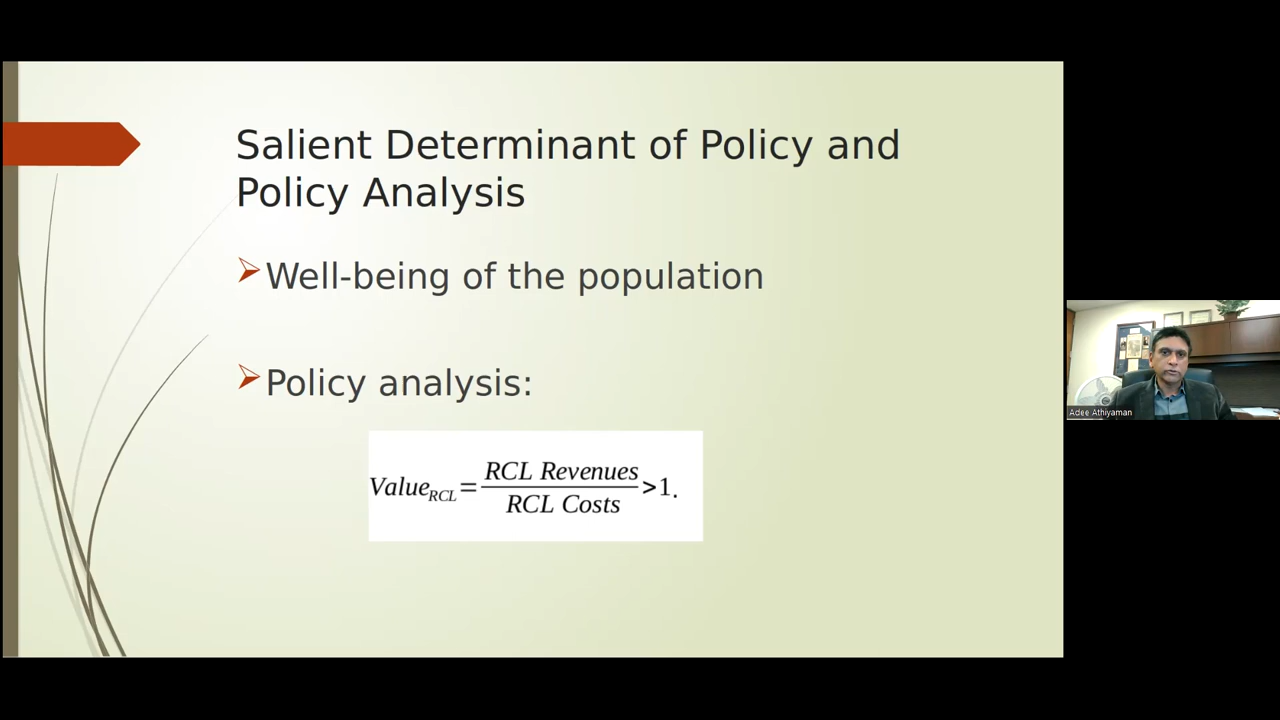 Salient Determinant of Policy and
Policy Analysis
Well-being of the population
Policy analysis:
Value_RCL = RCL Revenues / RCL Costs >1.
Adee Athiyaman